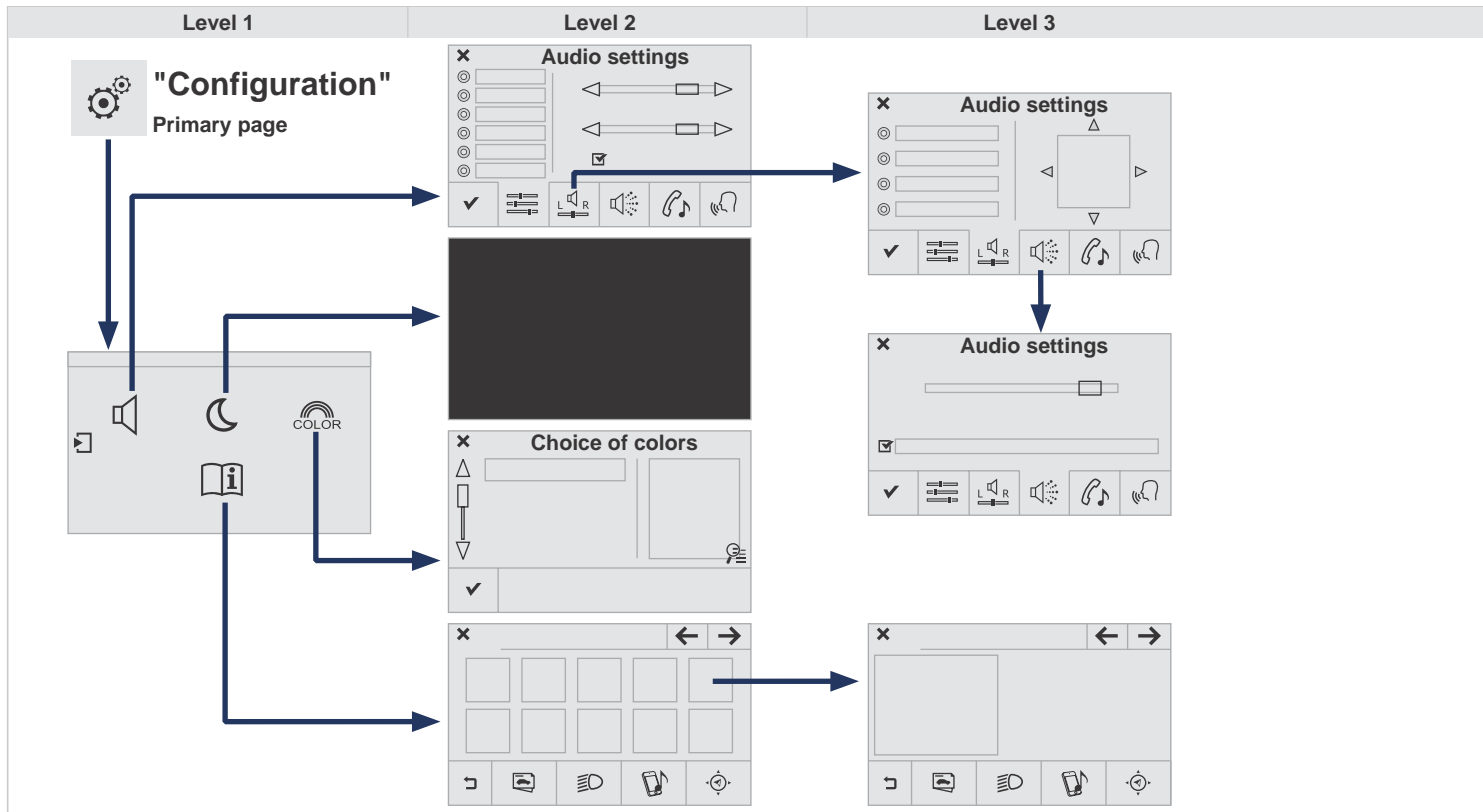 Level 1
Level 2
Level 3
"Configuration"
Primary page
Audio settings
L R
Audio settings
L R
COLOR
Audio settings
L R
Choice of colors
i